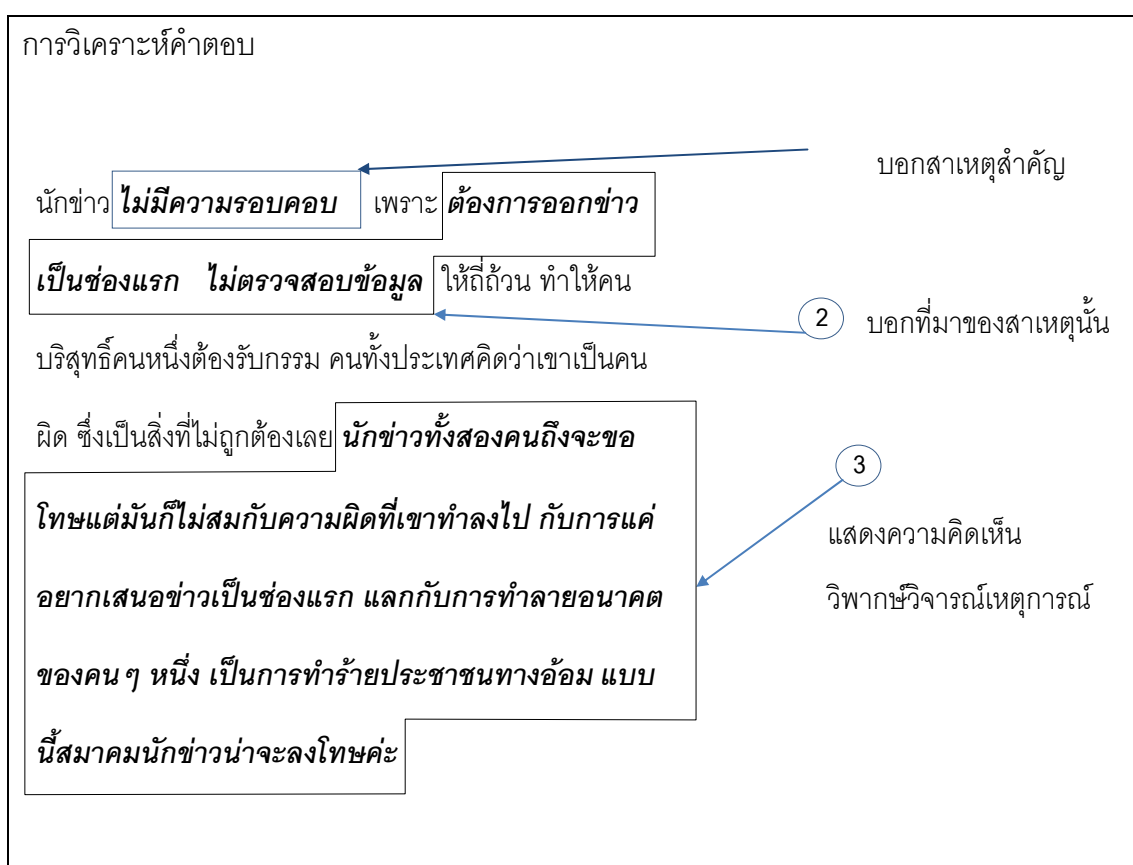 การวิเคราะห์คำตอบ
บอกสาเหตุสำคัญ
นักข่าว ไม่มีความรอบคอบ เพราะ ต้องการออกข่าว
เป็นช่องแรก ไม่ตรวจสอบข้อมูล ให้ถี่ถ้วน ทำให้คน
2 บอกที่มาของสาเหตุนั้น
บริสุทธิ์คนหนึ่งต้องรับกรรม คนทั้งประเทศคิดว่าเขาเป็นคน
ผิด ซึ่งเป็นสิ่งที่ไม่ถูกต้องเลย นักข่าวทั้งสองคนถึงจะขอ
3
โทษแต่มันก็ไม่สมกับความผิดที่เขาทำลงไป กับการแค่
แสดงความคิดเห็น
อยากเสนอข่าวเป็นช่องแรก แลกกับการทำลายอนาคต
วิพากษ์วิจารณ์เหตุการณ์
ของคนๆ หนึ่ง เป็นการทำร้ายประชาชนทางอ้อม แบบ
นี้สมาคมนักข่าวน่าจะลงโทษค่ะ